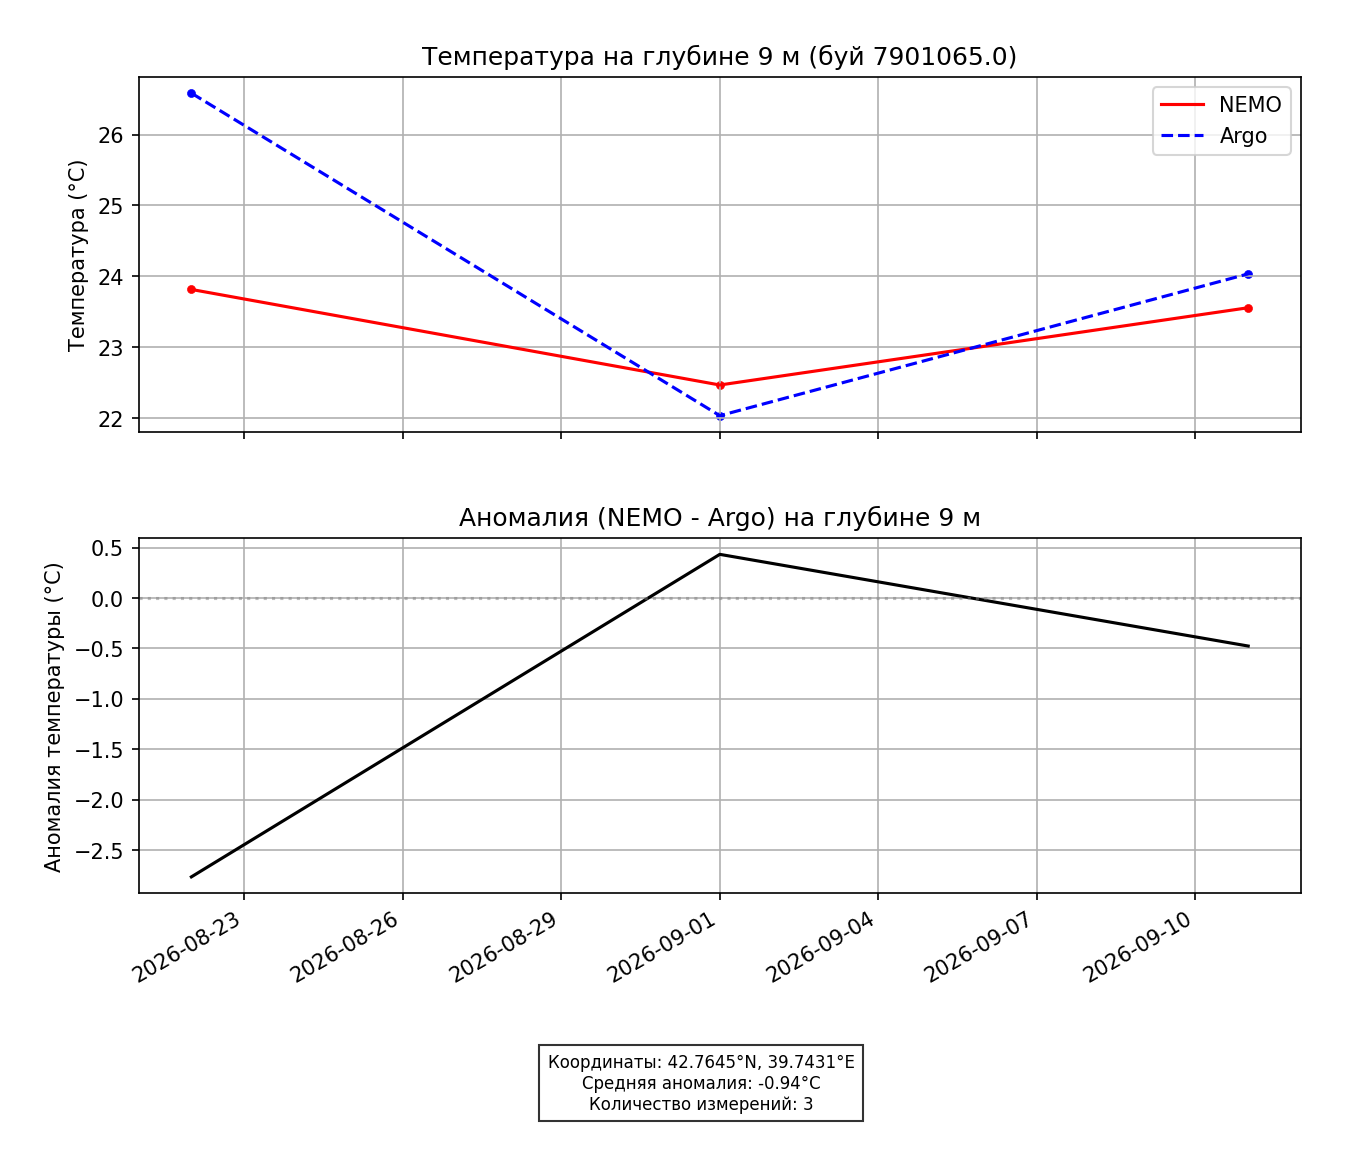 Температура на глубине 9 м (буй 7901065.0)
NEMO
Argo
Температура (°C)
26
25
24
23
22
Аномалия (NEMO - Argo) на глубине 9 м
Аномалия температуры (°C)
0.5
0.0
−0.5
−1.0
−1.5
−2.0
−2.5
2026-08-23
2026-08-26
2026-08-29
2026-09-01
2026-09-04
2026-09-07
2026-09-10
Координаты: 42.7645°N, 39.7431°E
Средняя аномалия: -0.94°C
Количество измерений: 3